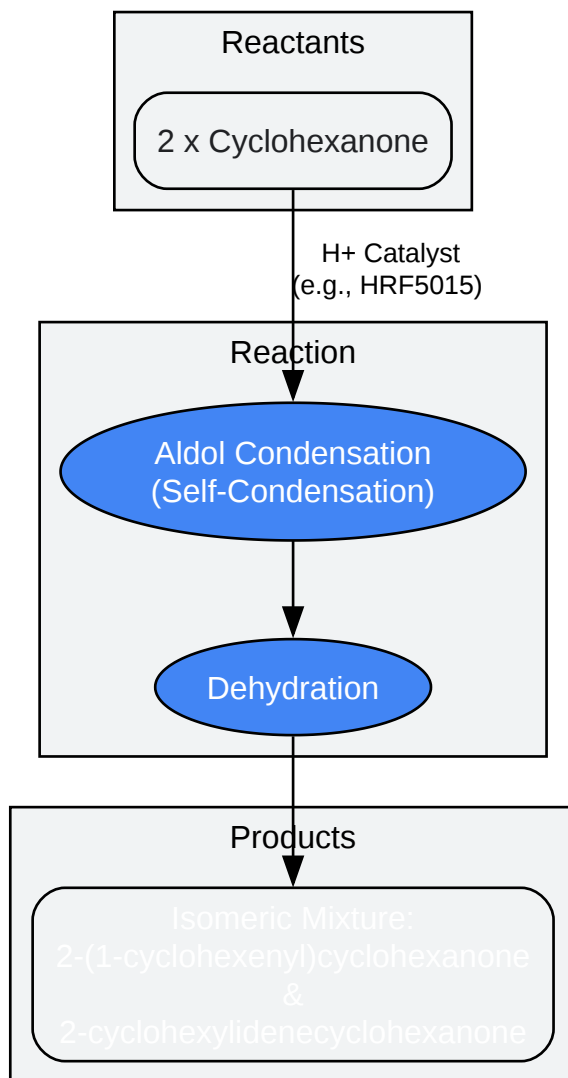 Reactants
2 x Cyclohexanone
H+ Catalyst
(e.g., HRF5015)
Reaction
Aldol Condensation
(Self-Condensation)
Dehydration
Products
Isomeric Mixture:
2-(1-cyclohexenyl)cyclohexanone
&
2-cyclohexylidenecyclohexanone